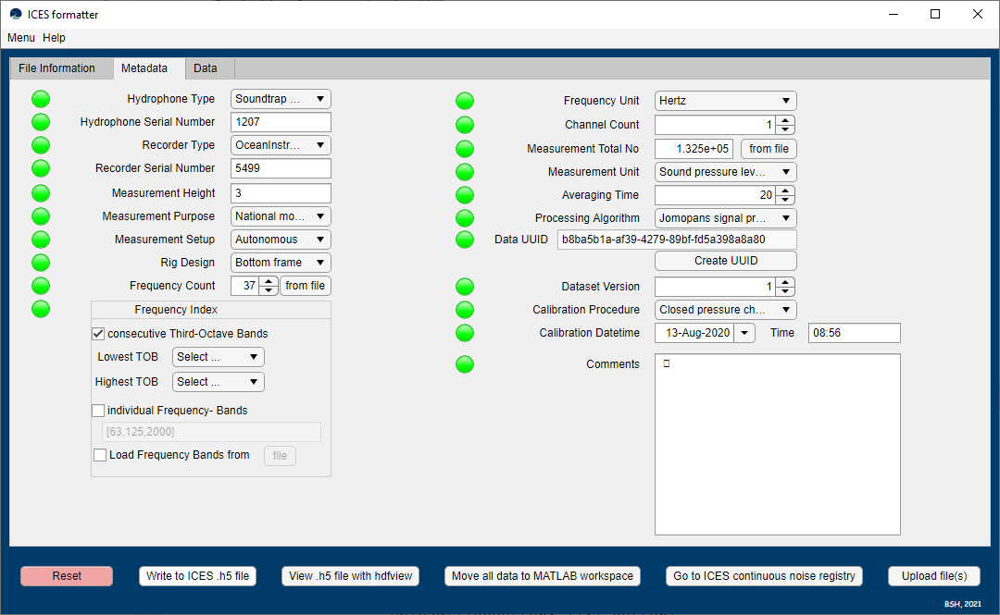 ICES formatter
Menu Help
File Information Metadata Data
Hydrophone Type Soundtrap ...
Hydrophone Serial Number 1207
Recorder Type OceanInstr...
Recorder Serial Number 5499
Measurement Height 3
Measurement Purpose National mo...
Measurement Setup Autonomous
Rig Design Bottom frame
Frequency Count 37 from file
Frequency Index
consecutive Third-Octave Bands
Lowest TOB Select ...
Highest TOB Select ...
individual Frequency- Bands
[63,125,2000]
Load Frequency Bands from file
Frequency Unit Hertz
Channel Count 1
Measurement Total No 1.325e+05 from file
Measurement Unit Sound pressure lev...
Averaging Time 20
Processing Algorithm Jomopans signal pr...
Data UUID b8ba5b1a-af39-4279-89bf-fd5a398a8a80
Create UUID
Dataset Version 1
Calibration Procedure Closed pressure ch...
Calibration Datetime 13-Aug-2020 Time 08:56
Comments
Reset Write to ICES .h5 file View .h5 file with hdfview Move all data to MATLAB workspace Go to ICES continuous noise registry Upload file(s)
BSH, 2021